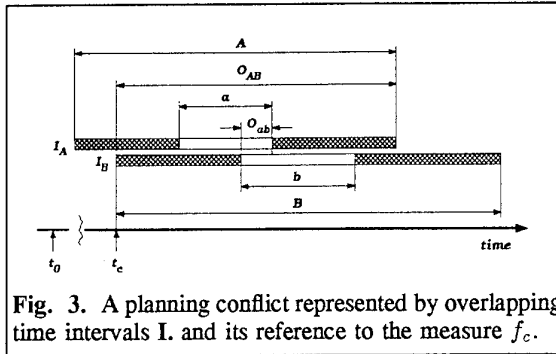 A
O_AB
a
O_ab
I_A
I_B
b
B
time
t_0
t_c
Fig. 3. A planning conflict represented by overlapping
time intervals I. and its reference to the measure f_c.